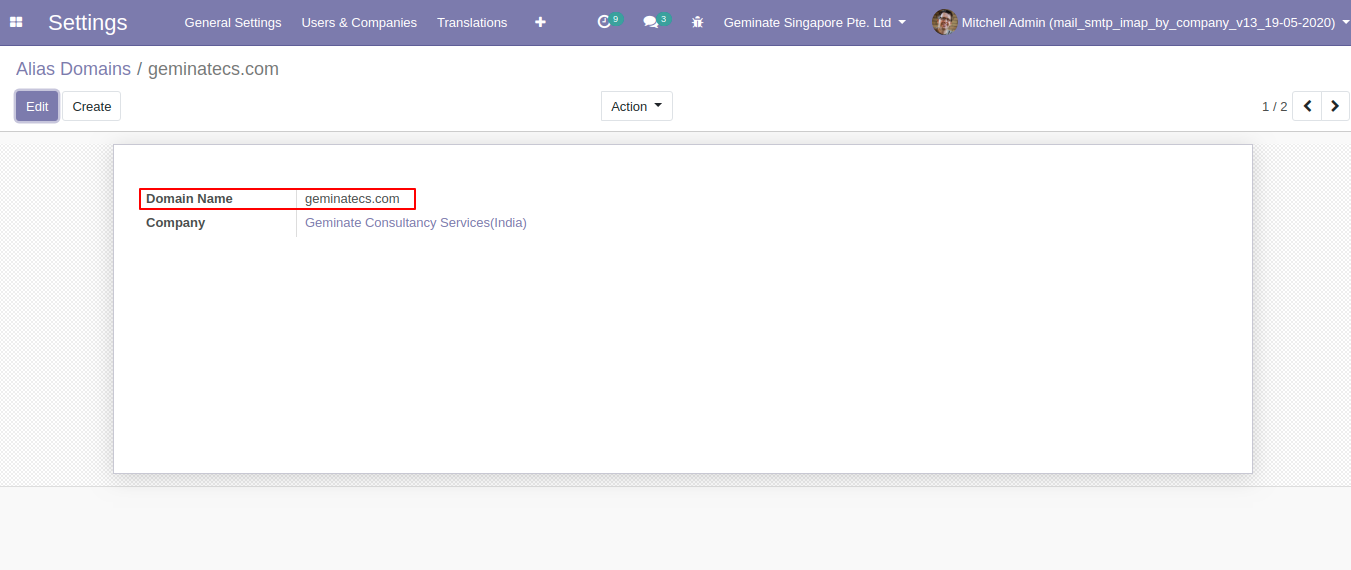 Settings General Settings Users & Companies Translations 9 3 Geminate Singapore Pte. Ltd Mitchell Admin (mail_smtp_imap_by_company_v13_19-05-2020)
Alias Domains / geminatecs.com
Edit Create Action 1 / 2
Domain Name geminatecs.com
Company Geminate Consultancy Services(India)